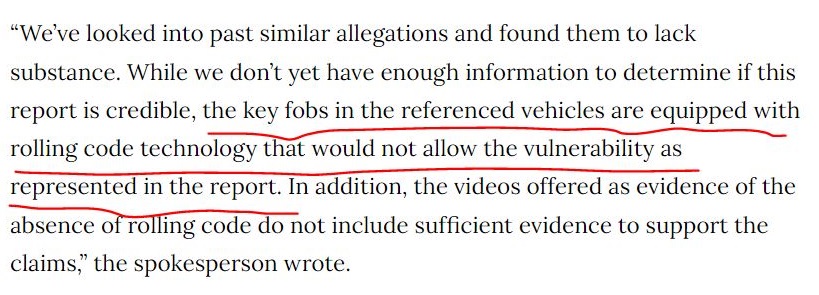 “We’ve looked into past similar allegations and found them to lack
substance. While we don’t yet have enough information to determine if this
report is credible, the key fobs in the referenced vehicles are equipped with
rolling code technology that would not allow the vulnerability as
represented in the report. In addition, the videos offered as evidence of the
absence of rolling code do not include sufficient evidence to support the
claims,” the spokesperson wrote.